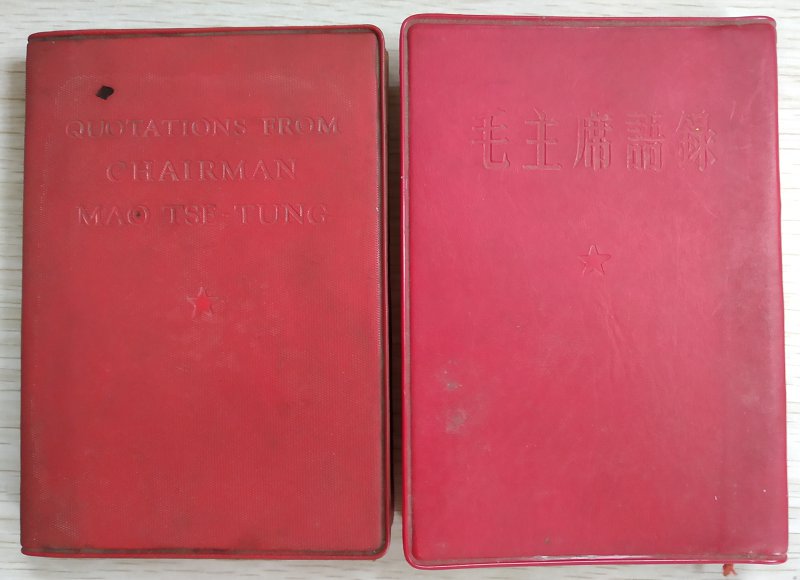 QUOTATIONS FROM
CHAIRMAN
MAO TSE-TUNG
毛主席語錄